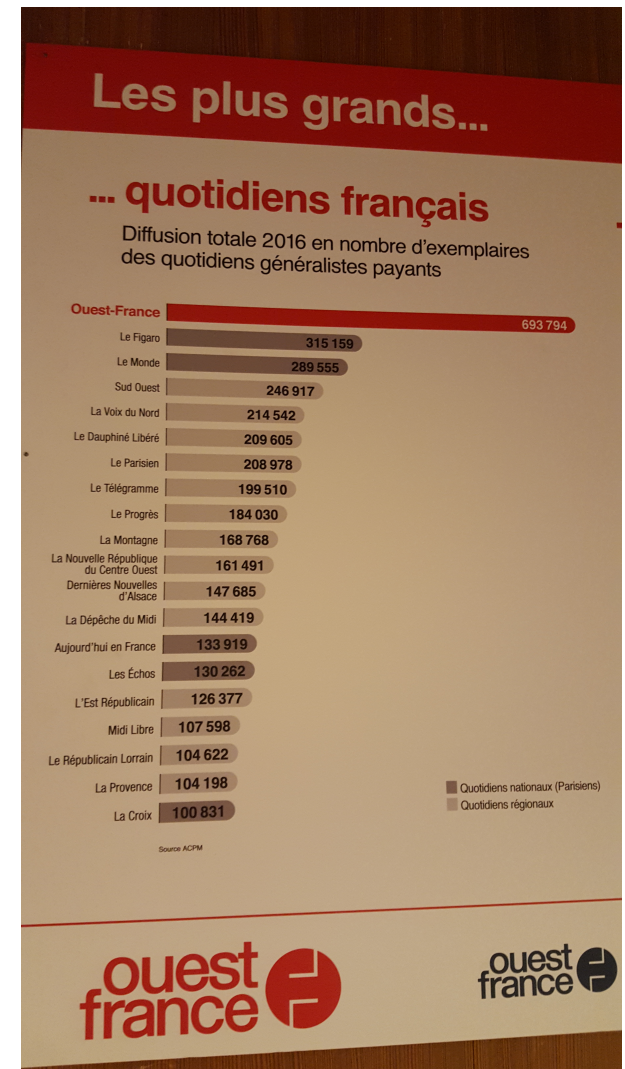 Les plus grands...
... quotidiens français
Diffusion totale 2016 en nombre d'exemplaires
des quotidiens généralistes payants
Ouest-France 693 794
Le Figaro 315 159
Le Monde 289 555
Sud Ouest 246 917
La Voix du Nord 214 542
Le Dauphiné Libéré 209 605
Le Parisien 208 978
Le Télégramme 199 510
Le Progrès 184 030
La Montagne 168 768
La Nouvelle République
du Centre Ouest 161 491
Dernières Nouvelles
d'Alsace 147 685
La Dépêche du Midi 144 419
Aujourd'hui en France 133 919
Les Échos 130 262
L'Est Républicain 126 377
Midi Libre 107 598
Le Républicain Lorrain 104 622
La Provence 104 198
La Croix 100 831
Quotidiens nationaux (Parisiens)
Quotidiens régionaux
Source ACPM
ouest
france
ouest
france